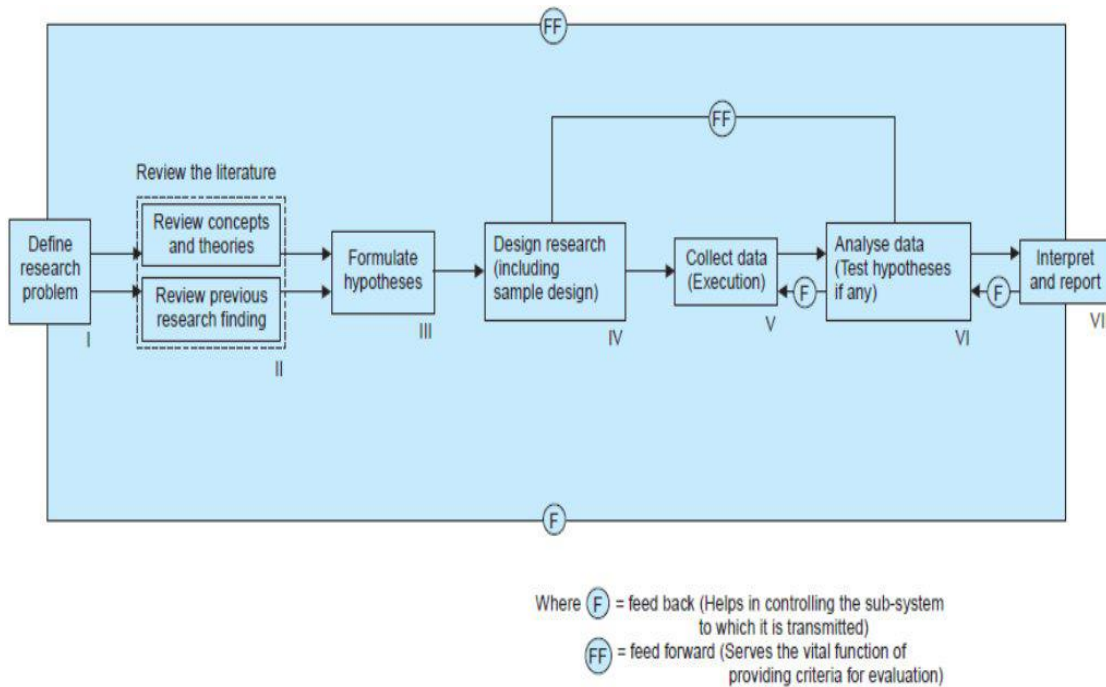 FF
FF
Review the literature
Define
research
problem
I
Review concepts
and theories
Review previous
research finding
II
Formulate
hypotheses
III
Design research
(including
sample design)
IV
Collect data
(Execution)
V
F
Analyse data
(Test hypotheses
if any)
VI
F
Interpret
and report
VI
F
Where F = feed back (Helps in controlling the sub-system
to which it is transmitted)
FF = feed forward (Serves the vital function of
providing criteria for evaluation)